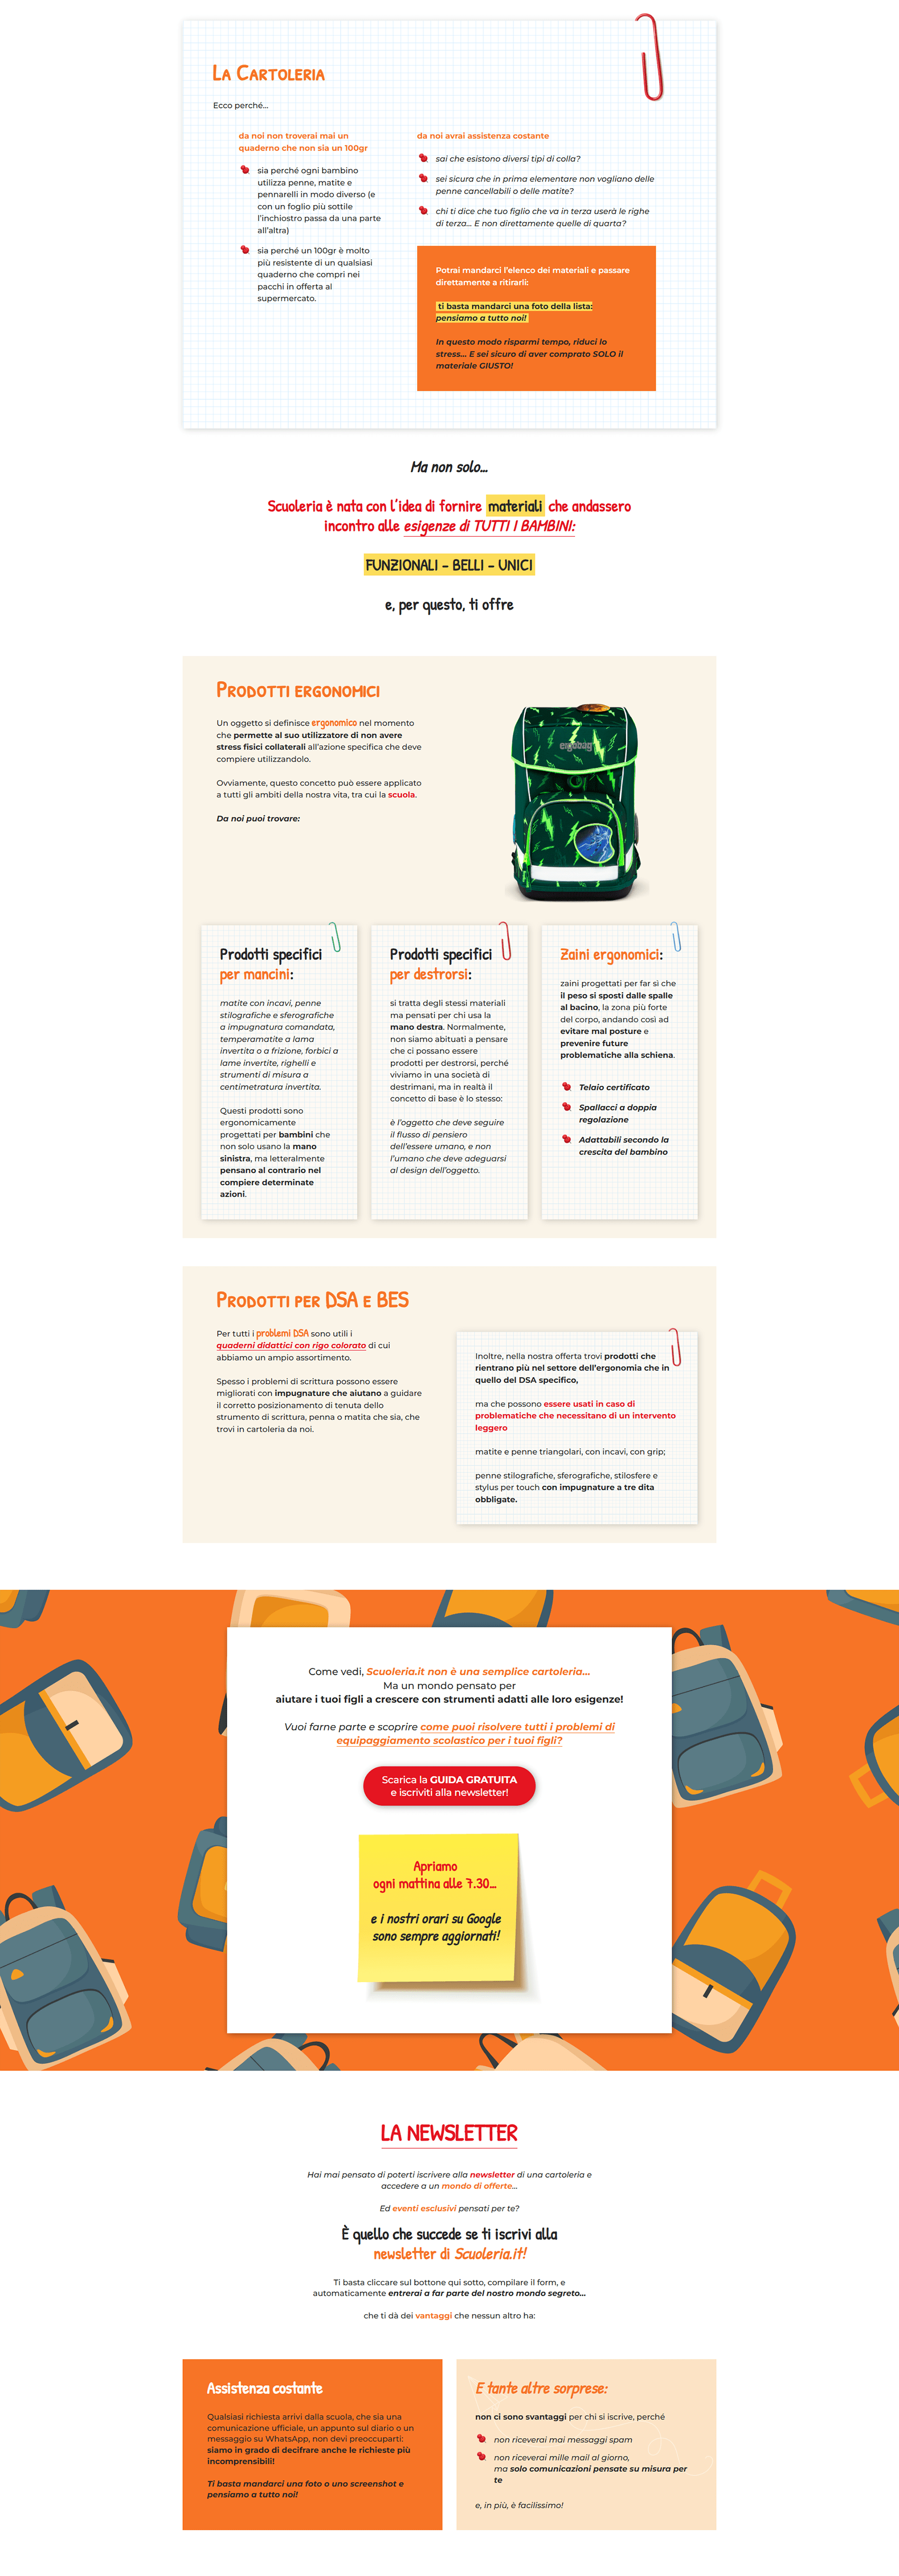 La Cartoleria
Ecco perché...
da noi non troverai mai un
quaderno che non sia un 100gr
sia perché ogni bambino
utilizza penne, matite e
pennarelli in modo diverso (e
con un foglio più sottile
l'inchiostro passa da una parte
all'altra)
sia perché un 100gr è molto
più resistente di un qualsiasi
quaderno che compri nei
pacchi in offerta al
supermercato.
da noi avrai assistenza costante
sai che esistono diversi tipi di colla?
sei sicura che in prima elementare non vogliano delle
penne cancellabili o delle matite?
chi ti dice che tuo figlio che va in terza userà le righe
di terza... E non direttamente quelle di quarta?
Potrai mandarci l'elenco dei materiali e passare
direttamente a ritirarli:
ti basta mandarci una foto della lista:
pensiamo a tutto noi!
In questo modo risparmi tempo, riduci lo
stress... E sei sicuro di aver comprato SOLO il
materiale GIUSTO!
Ma non solo...
Scuoleria è nata con l'idea di fornire materiali che andassero
incontro alle esigenze di TUTTI I BAMBINI:
FUNZIONALI - BELLI - UNICI
e, per questo, ti offre
Prodotti ergonomici
Un oggetto si definisce ergonomico nel momento
che permette al suo utilizzatore di non avere
stress fisici collaterali all'azione specifica che deve
compiere utilizzandolo.
Ovviamente, questo concetto può essere applicato
a tutti gli ambiti della nostra vita, tra cui la scuola.
Da noi puoi trovare:
ergobag
Prodotti specifici
per mancini:
matite con incavi, penne
stilografiche e sferografiche
a impugnatura comandata,
temperamatite a lama
invertita o a frizione, forbici a
lame invertite, righelli e
strumenti di misura a
centimetratura invertita.
Questi prodotti sono
ergonomicamente
progettati per bambini che
non solo usano la mano
sinistra, ma letteralmente
pensano al contrario nel
compiere determinate
azioni.
Prodotti specifici
per destrorsi:
si tratta degli stessi materiali
ma pensati per chi usa la
mano destra. Normalmente,
non siamo abituati a pensare
che ci possano essere
prodotti per destrorsi, perché
viviamo in una società di
destrimani, ma in realtà il
concetto di base è lo stesso:
è l'oggetto che deve seguire
il flusso di pensiero
dell'essere umano, e non
l'umano che deve adeguarsi
al design dell'oggetto.
Zaini ergonomici:
zaini progettati per far sì che
il peso si sposti dalle spalle
al bacino, la zona più forte
del corpo, andando così ad
evitare mal posture e
prevenire future
problematiche alla schiena.
Telaio certificato
Spallacci a doppia
regolazione
Adattabili secondo la
crescita del bambino
Prodotti per DSA e BES
Per tutti i problemi DSA sono utili i
quaderni didattici con rigo colorato di cui
abbiamo un ampio assortimento.
Spesso i problemi di scrittura possono essere
migliorati con impugnature che aiutano a guidare
il corretto posizionamento di tenuta dello
strumento di scrittura, penna o matita che sia, che
trovi in cartoleria da noi.
Inoltre, nella nostra offerta trovi prodotti che
rientrano più nel settore dell'ergonomia che in
quello del DSA specifico,
ma che possono essere usati in caso di
problematiche che necessitano di un intervento
leggero
matite e penne triangolari, con incavi, con grip;
penne stilografiche, sferografiche, stilosfere e
stylus per touch con impugnature a tre dita
obbligate.
Come vedi, Scuoleria.it non è una semplice cartoleria...
Ma un mondo pensato per
aiutare i tuoi figli a crescere con strumenti adatti alle loro esigenze!
Vuoi farne parte e scoprire come puoi risolvere tutti i problemi di
equipaggiamento scolastico per i tuoi figli?
Scarica la GUIDA GRATUITA
e iscriviti alla newsletter!
Apriamo
ogni mattina alle 7.30...
e i nostri orari su Google
sono sempre aggiornati!
LA NEWSLETTER
Hai mai pensato di poterti iscrivere alla newsletter di una cartoleria e
accedere a un mondo di offerte...
Ed eventi esclusivi pensati per te?
È quello che succede se ti iscrivi alla
newsletter di Scuoleria.it!
Ti basta cliccare sul bottone qui sotto, compilare il form, e
automaticamente entrerai a far parte del nostro mondo segreto...
che ti dà dei vantaggi che nessun altro ha:
Assistenza costante
Qualsiasi richiesta arrivi dalla scuola, che sia una
comunicazione ufficiale, un appunto sul diario o un
messaggio su WhatsApp, non devi preoccuparti:
siamo in grado di decifrare anche le richieste più
incomprensibili!
Ti basta mandarci una foto o uno screenshot e
pensiamo a tutto noi!
E tante altre sorprese:
non ci sono svantaggi per chi si iscrive, perché
non riceverai mai messaggi spam
non riceverai mille mail al giorno,
ma solo comunicazioni pensate su misura per
te
e, in più, è facilissimo!